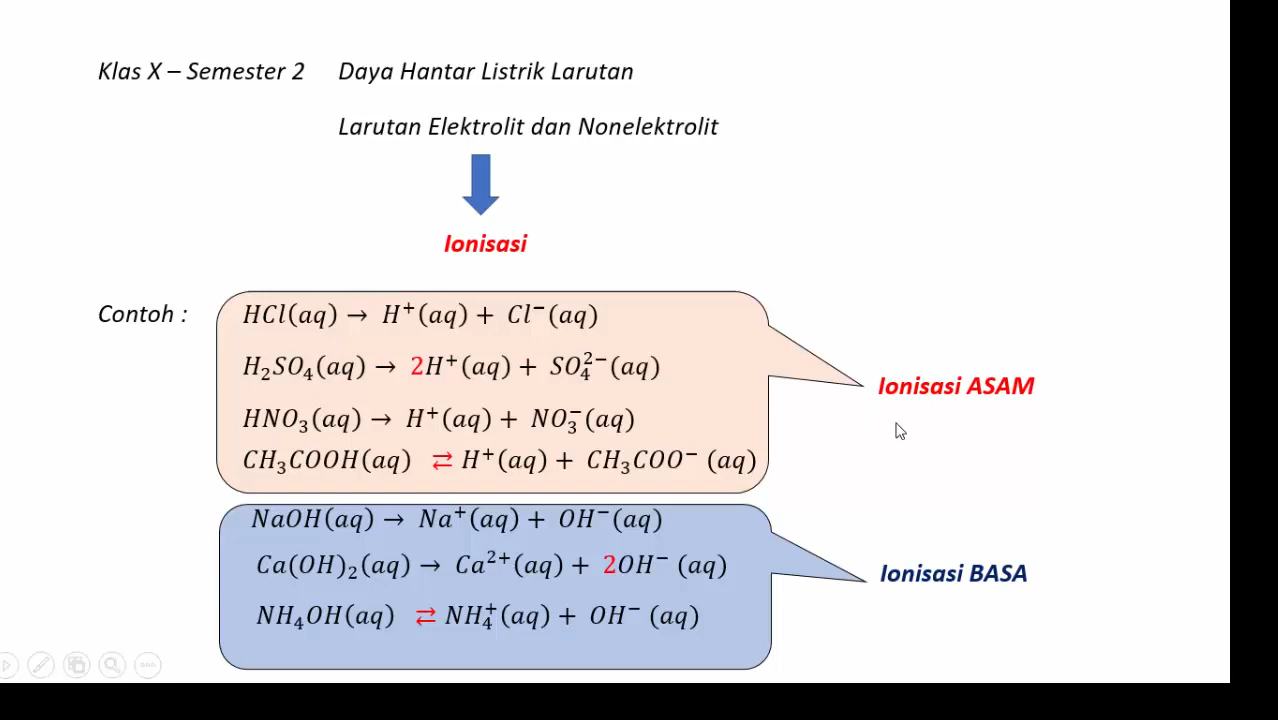 Klas X – Semester 2 Daya Hantar Listrik Larutan
Larutan Elektrolit dan Nonelektrolit
Ionisasi
Contoh :
HCl(aq) → H⁺(aq) + Cl⁻(aq)
H₂SO₄(aq) → 2H⁺(aq) + SO₄²⁻(aq)
HNO₃(aq) → H⁺(aq) + NO₃⁻(aq)
CH₃COOH(aq) ⇄ H⁺(aq) + CH₃COO⁻ (aq)
Ionisasi ASAM
NaOH(aq) → Na⁺(aq) + OH⁻(aq)
Ca(OH)₂(aq) → Ca²⁺(aq) + 2OH⁻ (aq)
NH₄OH(aq) ⇄ NH₄⁺(aq) + OH⁻ (aq)
Ionisasi BASA